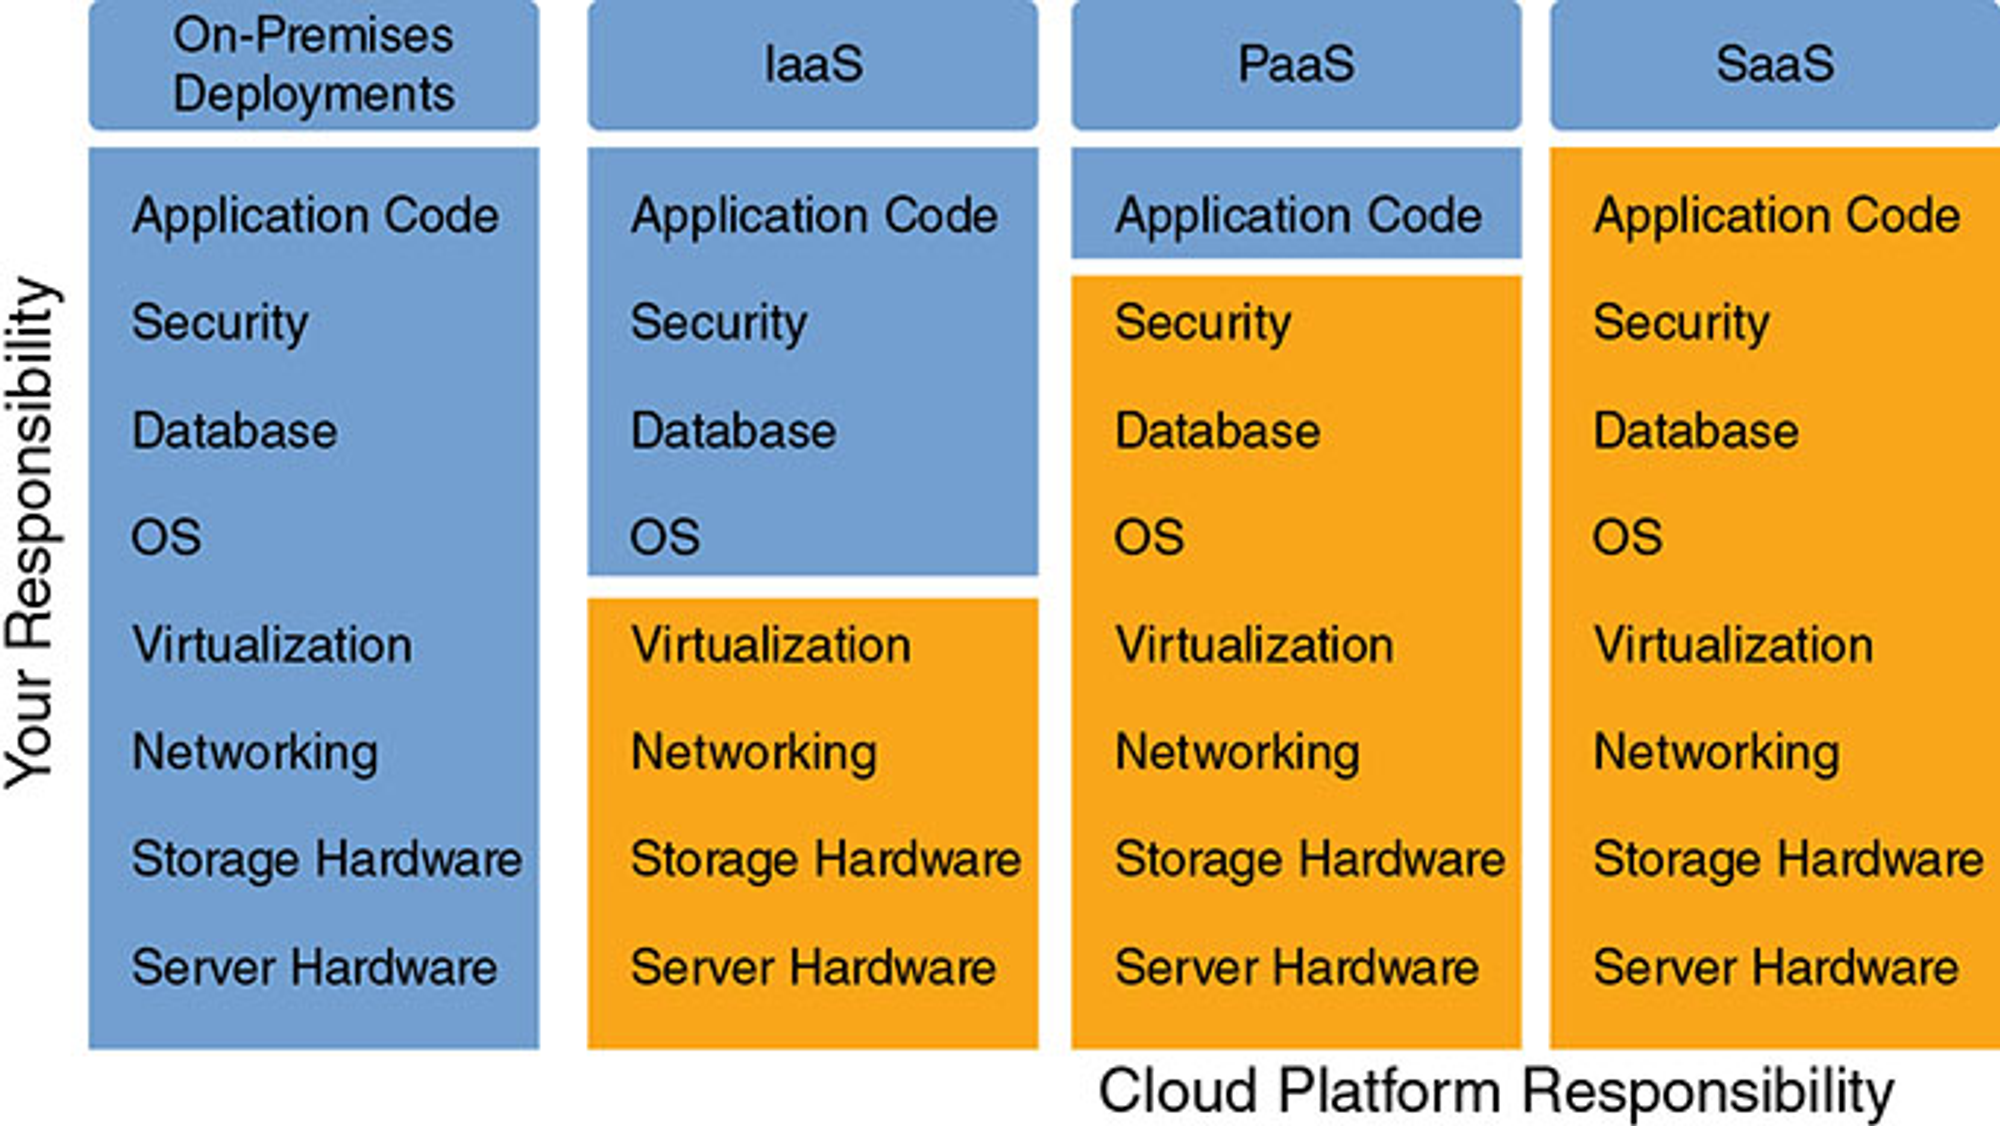 On-Premises
Deployments
IaaS
PaaS
SaaS
Your Responsibility
Application Code
Security
Database
OS
Virtualization
Networking
Storage Hardware
Server Hardware
Application Code
Security
Database
OS
Virtualization
Networking
Storage Hardware
Server Hardware
Application Code
Security
Database
OS
Virtualization
Networking
Storage Hardware
Server Hardware
Application Code
Security
Database
OS
Virtualization
Networking
Storage Hardware
Server Hardware
Cloud Platform Responsibility